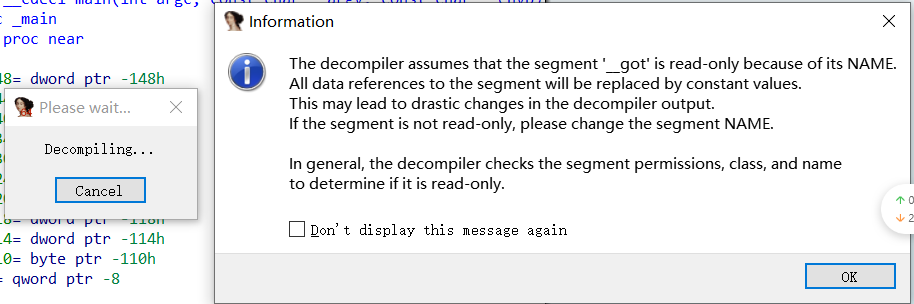 __cdecl main(int argc, const char **argv, const char **envp)
c _main
proc near
48= dword ptr -148h
Please wait...
Decompiling...
Cancel
18= dword ptr -118h
14= dword ptr -114h
10= byte ptr -110h
= qword ptr -8
Information
The decompiler assumes that the segment '__got' is read-only because of its NAME.
All data references to the segment will be replaced by constant values.
This may lead to drastic changes in the decompiler output.
If the segment is not read-only, please change the segment NAME.
In general, the decompiler checks the segment permissions, class, and name
to determine if it is read-only.
Don't display this message again
OK
0
2